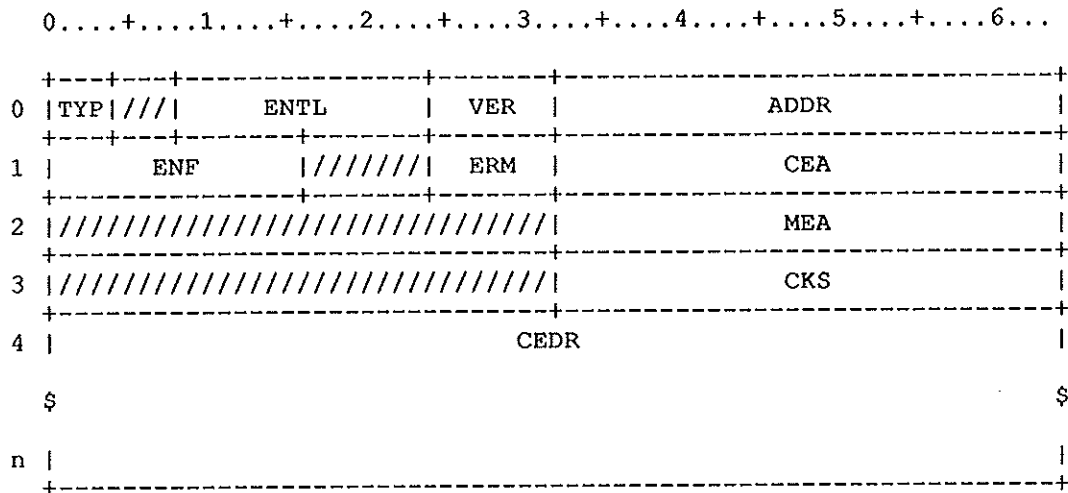 0....+....1....+....2....+....3....+....4....+....5....+....6...
+---+---+---------------+-------+-------------------------------+
0 |TYP|///| ENTL | VER | ADDR |
+---+---+-------+-------+-------+-------------------------------+
1 | ENF |///////| ERM | CEA |
+---------------+-------+-------+-------------------------------+
2 |///////////////////////////////| MEA |
+-------------------------------+-------------------------------+
3 |///////////////////////////////| CKS |
+-------------------------------+-------------------------------+
4 | CEDR |
$ $
n | |
+---------------------------------------------------------------+